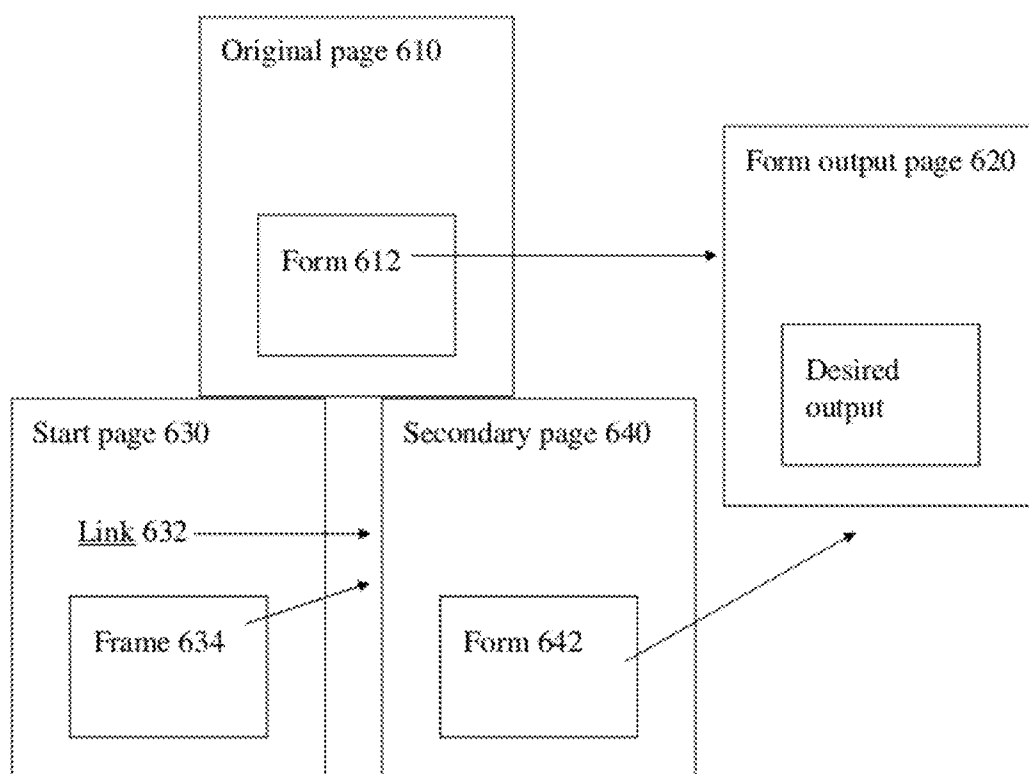 Original page 610
Form 612
Form output page 620
Desired
output
Start page 630
Link 632
Frame 634
Secondary page 640
Form 642